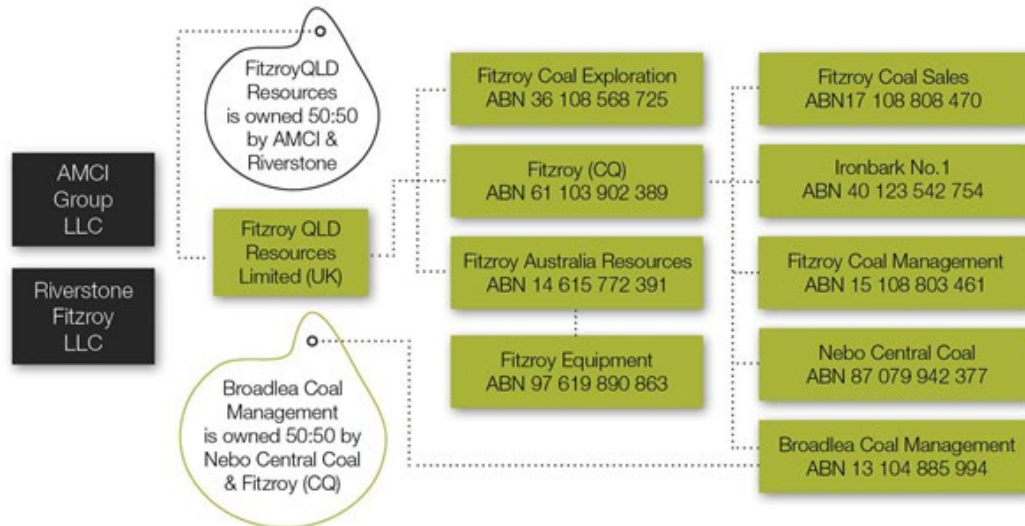 AMCI
Group
LLC
Riverstone
Fitzroy
LLC
FitzroyQLD
Resources
is owned 50:50
by AMCI &
Riverstone
Fitzroy QLD
Resources
Limited (UK)
Broadlea Coal
Management
is owned 50:50 by
Nebo Central Coal
& Fitzroy (CQ)
Fitzroy Coal Exploration
ABN 36 108 568 725
Fitzroy (CQ)
ABN 61 103 902 389
Fitzroy Australia Resources
ABN 14 615 772 391
Fitzroy Equipment
ABN 97 619 890 863
Fitzroy Coal Sales
ABN17 108 808 470
Ironbark No.1
ABN 40 123 542 754
Fitzroy Coal Management
ABN 15 108 803 461
Nebo Central Coal
ABN 87 079 942 377
Broadlea Coal Management
ABN 13 104 885 994